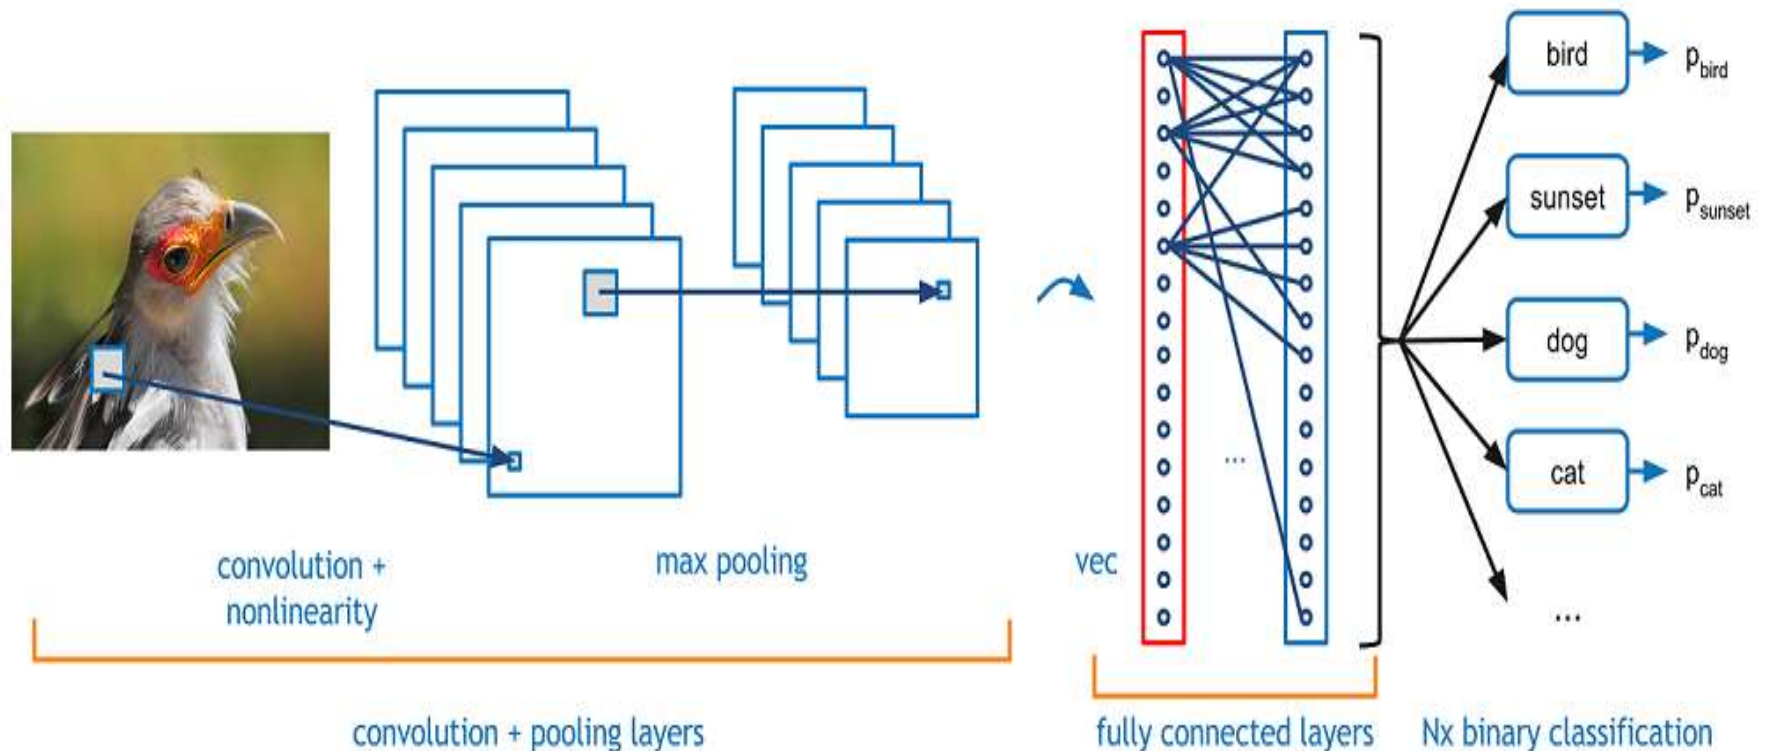 bird
p_bird
sunset
p_sunset
dog
p_dog
cat
p_cat
...
...
convolution +
nonlinearity
max pooling
vec
convolution + pooling layers
fully connected layers
Nx binary classification